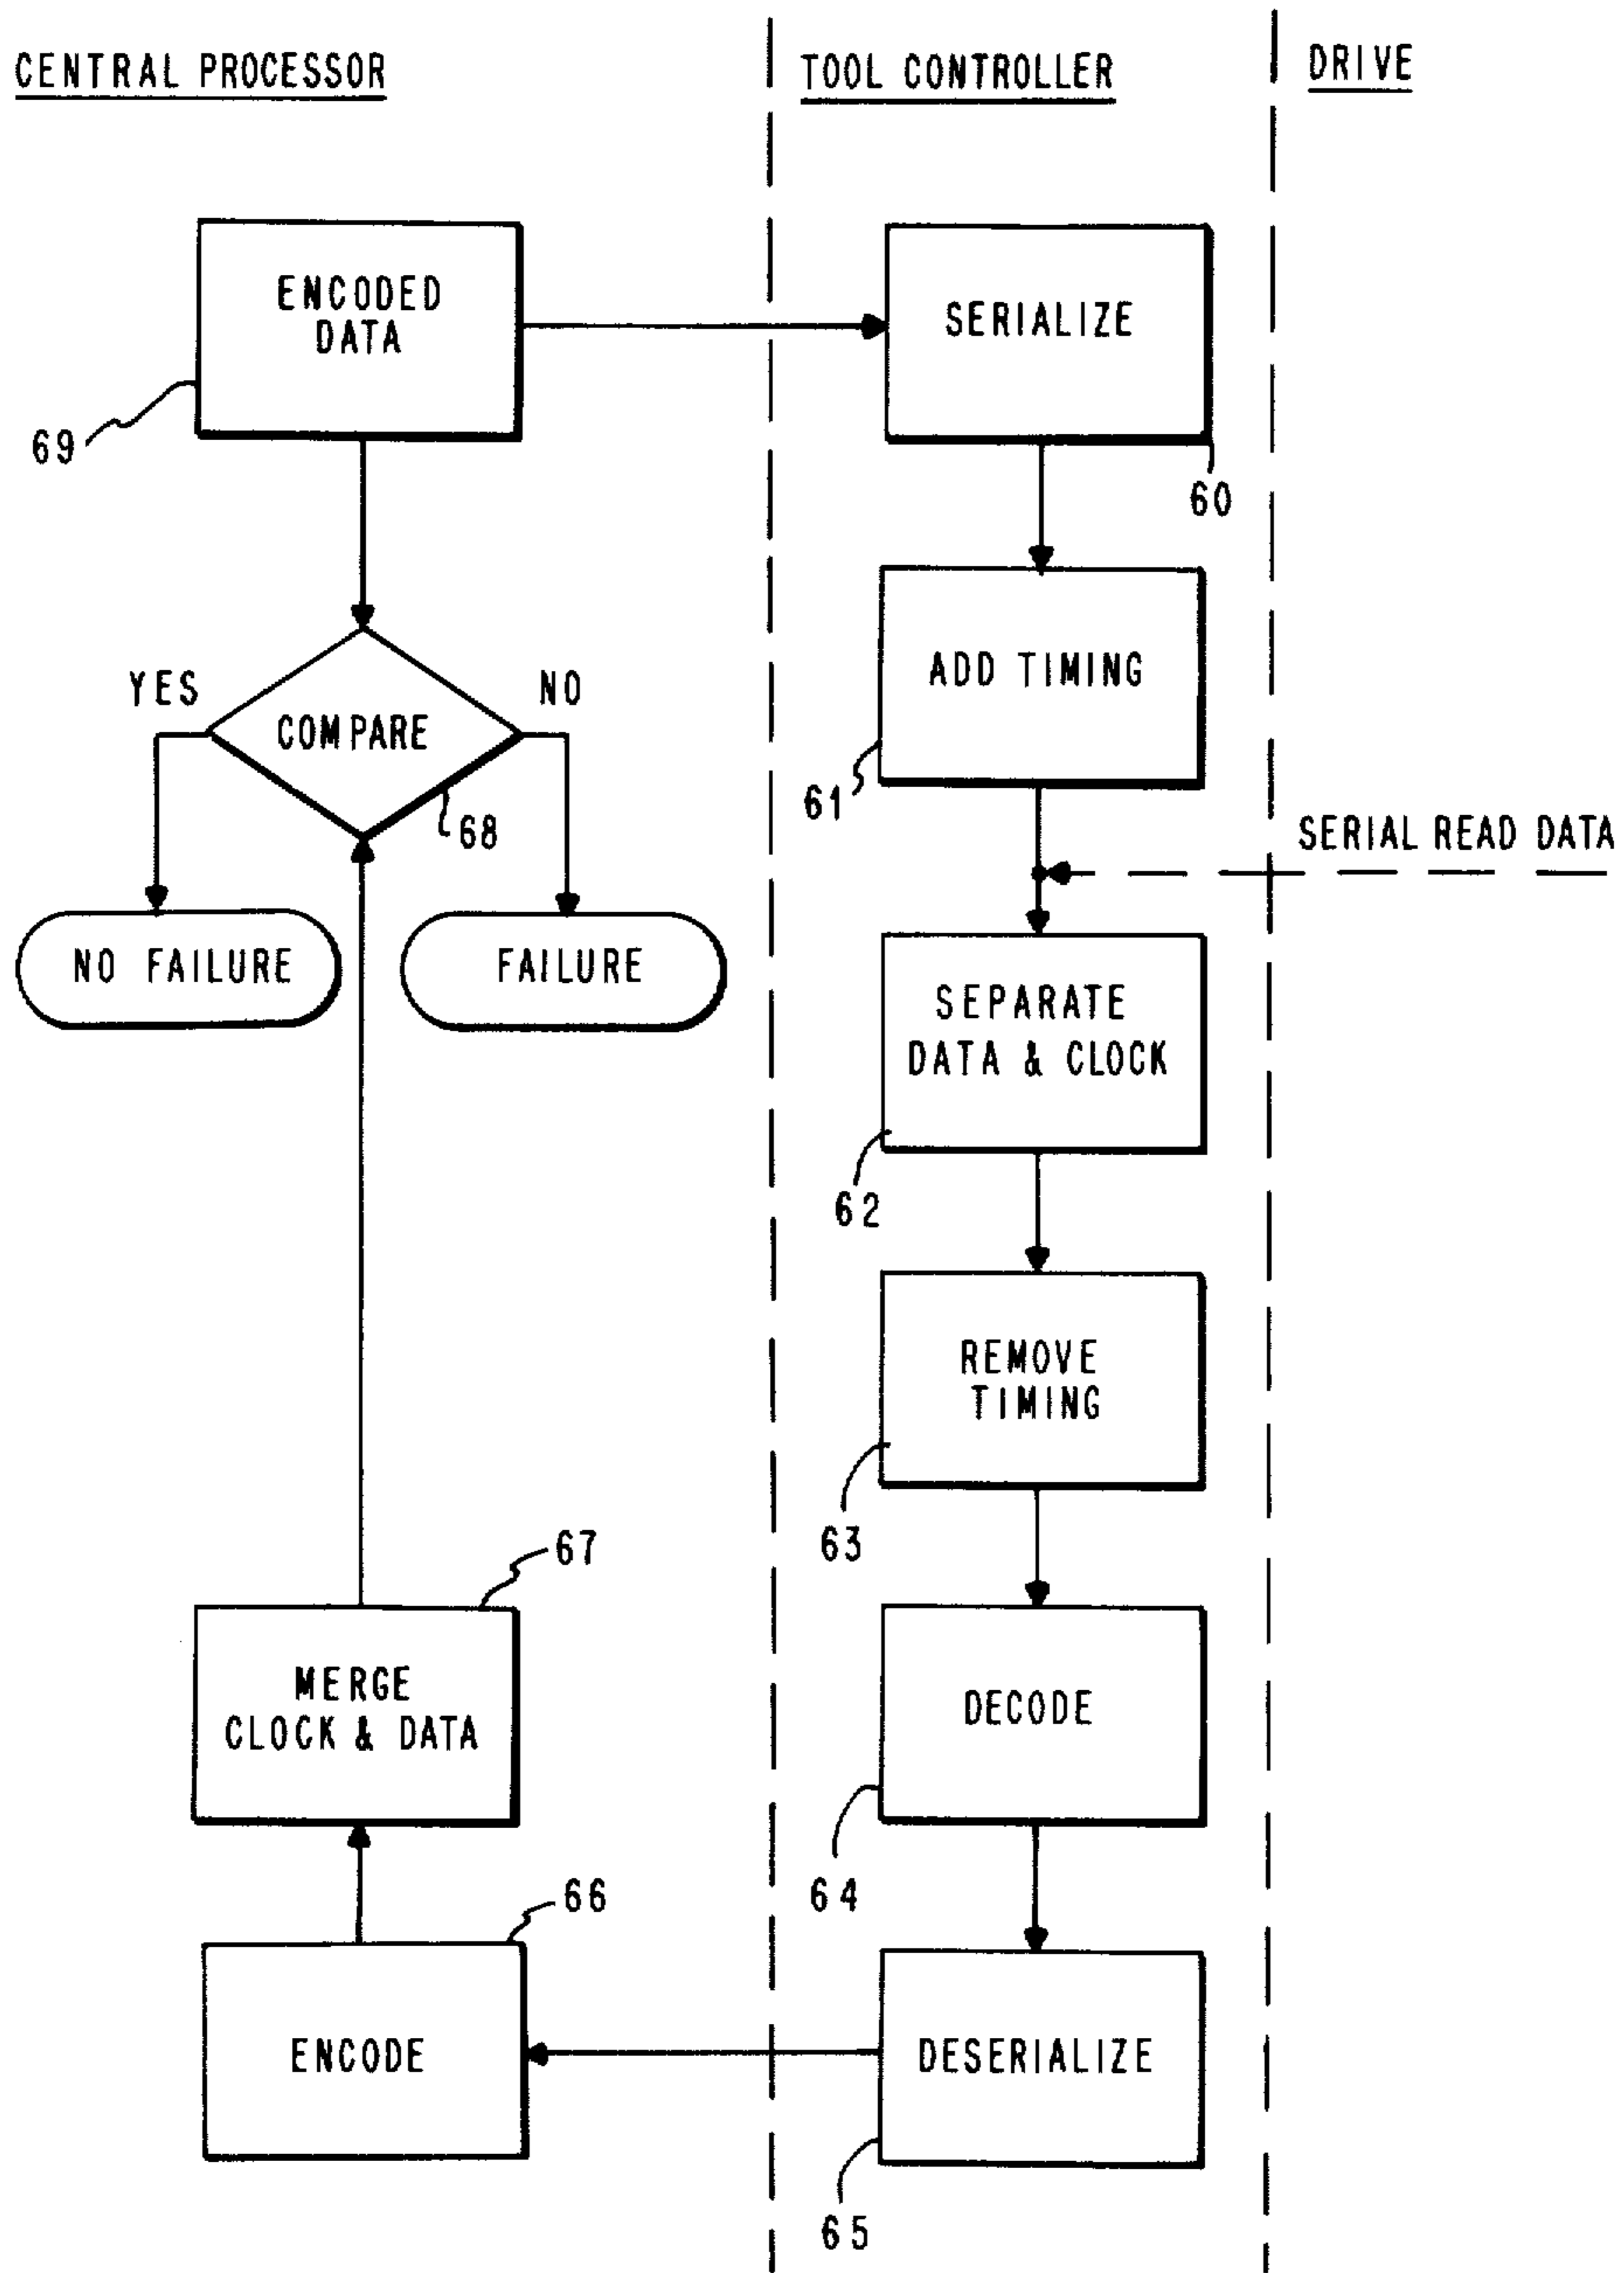 CENTRAL PROCESSOR
TOOL CONTROLLER
DRIVE
ENCODED
DATA
69
SERIALIZE
60
ADD TIMING
61
YES
NO
COMPARE
68
SERIAL READ DATA
NO FAILURE
FAILURE
SEPARATE
DATA & CLOCK
62
REMOVE
TIMING
63
67
MERGE
CLOCK & DATA
DECODE
64
66
ENCODE
DESERIALIZE
65